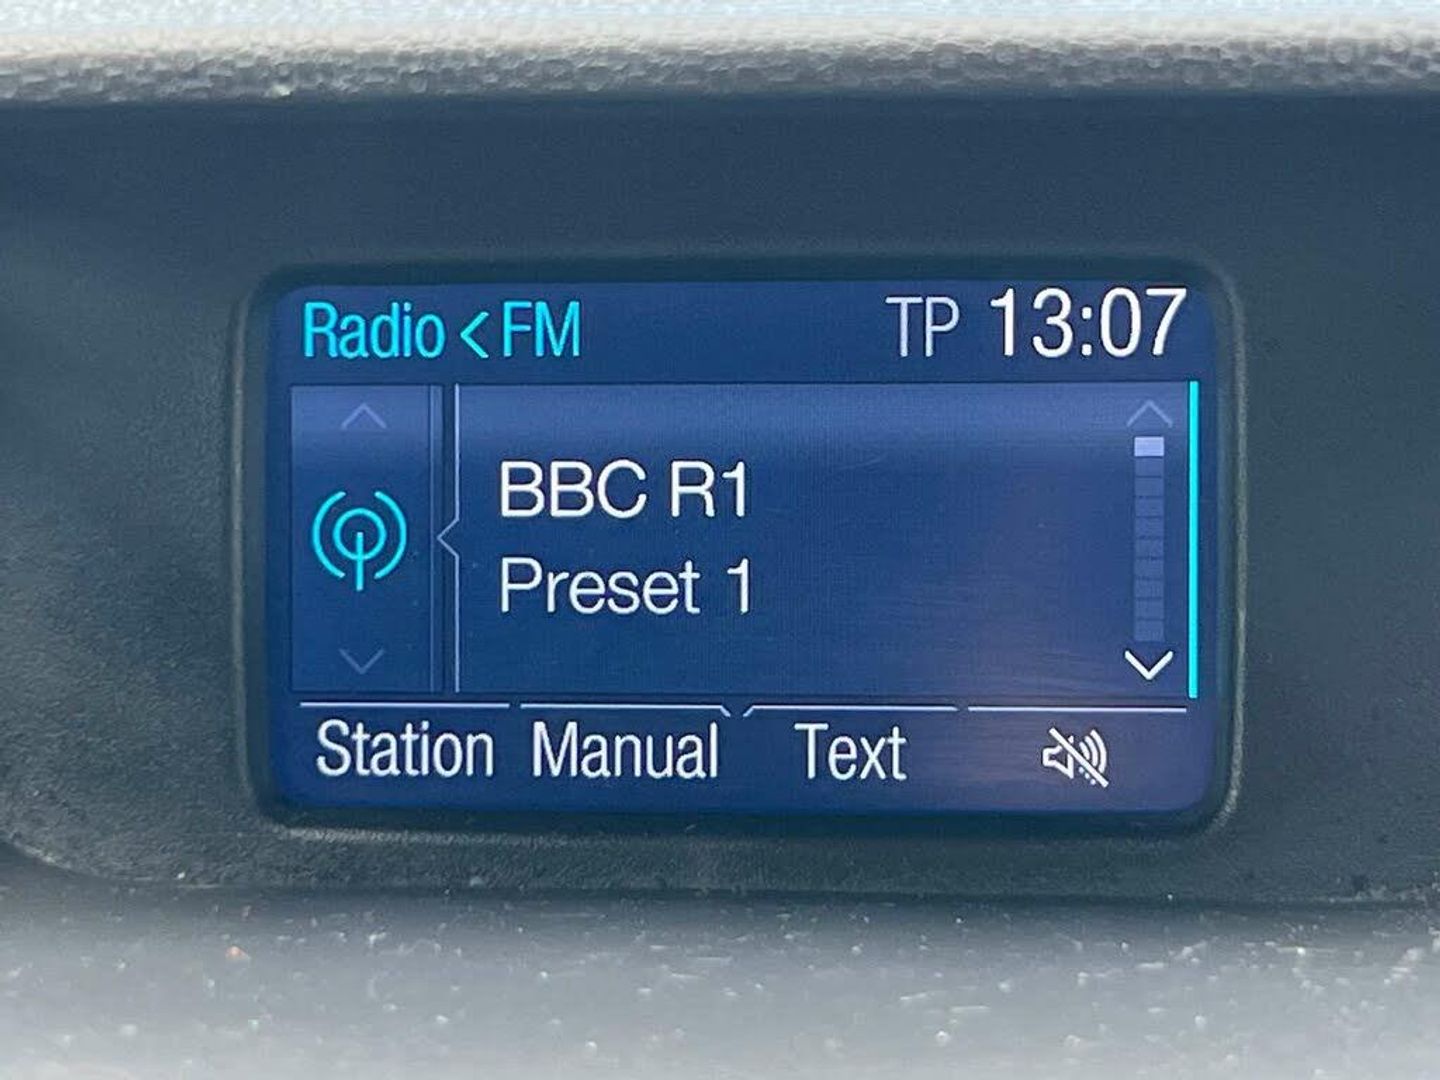 Radio < FM TP 13:07
BBC R1
Preset 1
Station Manual Text